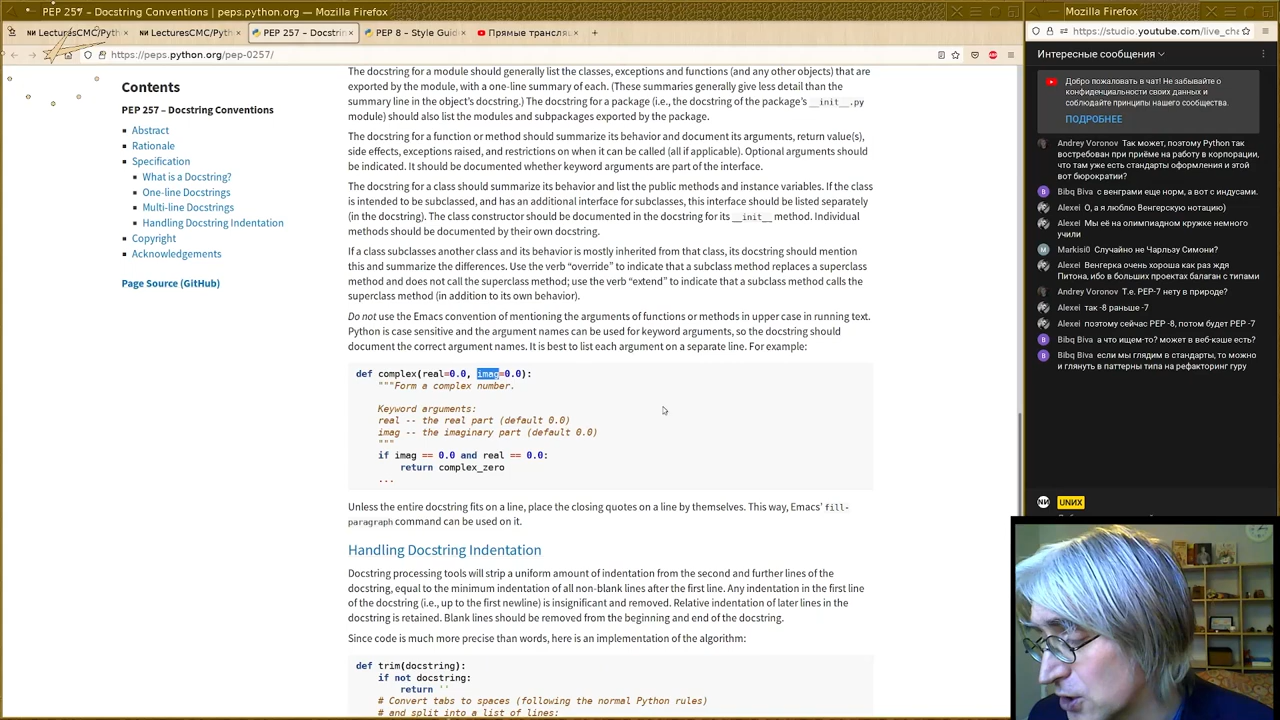 PEP 257 – Docstring Conventions | peps.python.org — Mozilla Firefox
Mozilla Firefox
LecturesCMC/Pyth
LecturesCMC/Pyth
PEP 257 – Docstrin
PEP 8 – Style Guid
Прямые трансляц
https://peps.python.org/pep-0257/
https://studio.youtube.com/live_cha
Contents
PEP 257 – Docstring Conventions
Abstract
Rationale
Specification
What is a Docstring?
One-line Docstrings
Multi-line Docstrings
Handling Docstring Indentation
Copyright
Acknowledgements
Page Source (GitHub)
The docstring for a module should generally list the classes, exceptions and functions (and any other objects) that are
exported by the module, with a one-line summary of each. (These summaries generally give less detail than the
summary line in the object’s docstring.) The docstring for a package (i.e., the docstring of the package’s __init__.py
module) should also list the modules and subpackages exported by the package.
The docstring for a function or method should summarize its behavior and document its arguments, return value(s),
side effects, exceptions raised, and restrictions on when it can be called (all if applicable). Optional arguments should
be indicated. It should be documented whether keyword arguments are part of the interface.
The docstring for a class should summarize its behavior and list the public methods and instance variables. If the class
is intended to be subclassed, and has an additional interface for subclasses, this interface should be listed separately
(in the docstring). The class constructor should be documented in the docstring for its __init__ method. Individual
methods should be documented by their own docstring.
If a class subclasses another class and its behavior is mostly inherited from that class, its docstring should mention
this and summarize the differences. Use the verb “override” to indicate that a subclass method replaces a superclass
method and does not call the superclass method; use the verb “extend” to indicate that a subclass method calls the
superclass method (in addition to its own behavior).
Do not use the Emacs convention of mentioning the arguments of functions or methods in upper case in running text.
Python is case sensitive and the argument names can be used for keyword arguments, so the docstring should
document the correct argument names. It is best to list each argument on a separate line. For example:
def complex(real=0.0, imag=0.0):
"""Form a complex number.
Keyword arguments:
real -- the real part (default 0.0)
imag -- the imaginary part (default 0.0)
"""
if imag == 0.0 and real == 0.0:
return complex_zero
...
Unless the entire docstring fits on a line, place the closing quotes on a line by themselves. This way, Emacs’ fill-
paragraph command can be used on it.
Handling Docstring Indentation
Docstring processing tools will strip a uniform amount of indentation from the second and further lines of the
docstring, equal to the minimum indentation of all non-blank lines after the first line. Any indentation in the first line
of the docstring (i.e., up to the first newline) is insignificant and removed. Relative indentation of later lines in the
docstring is retained. Blank lines should be removed from the beginning and end of the docstring.
Since code is much more precise than words, here is an implementation of the algorithm:
def trim(docstring):
if not docstring:
return ''
# Convert tabs to spaces (following the normal Python rules)
# and split into a list of lines:
Интересные сообщения
Добро пожаловать в чат! Не забывайте о
конфиденциальности своих данных и
соблюдайте принципы нашего сообщества.
ПОДРОБНЕЕ
Andrey Voronov Так может, поэтому Python так
востребован при приёме на работу в корпорации,
что там уже есть стандарты оформления и этой
вот бюрократии?
Bibq Biva с венграми еще норм, а вот с индусами.
Alexei О, а я люблю Венгерскую нотацию)
Alexei Мы её на олимпиадном кружке немного
учили
Markisi0 Случайно не Чарльзу Симони?
Alexei Венгерка очень хороша как раз ждя
Питона, ибо в больших проектах балаган с типами
Andrey Voronov Т.е. PEP-7 нету в природе?
Alexei так -8 раньше -7
Alexei поэтому сейчас PEP -8, потом будет PEP -7
Bibq Biva а что ищем-то? может в веб-кэше есть?
Bibq Biva если мы глядим в стандарты, то можно
и глянуть в паттерны типа на рефакторинг гуру
UNИX